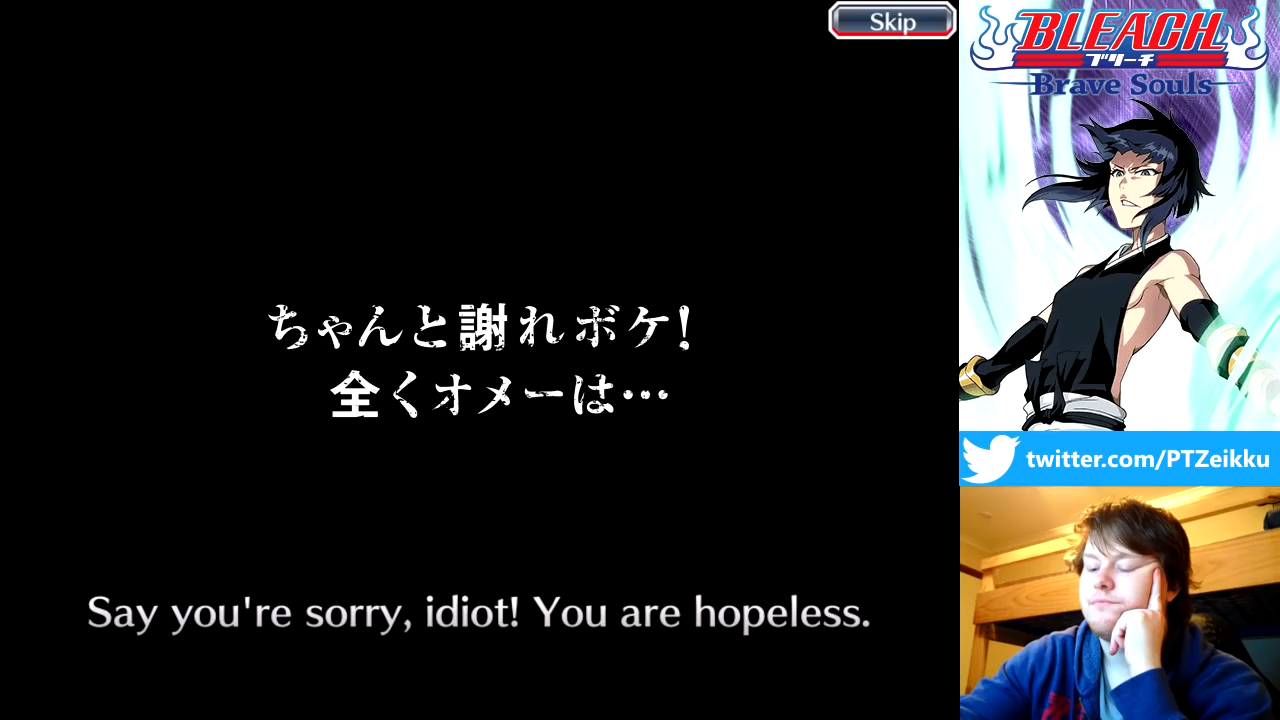 Skip
BLEACH
ブリーチ
Brave Souls
ちゃんと謝れボケ!
全くオメーは…
twitter.com/PTZeikku
Say you're sorry, idiot! You are hopeless.